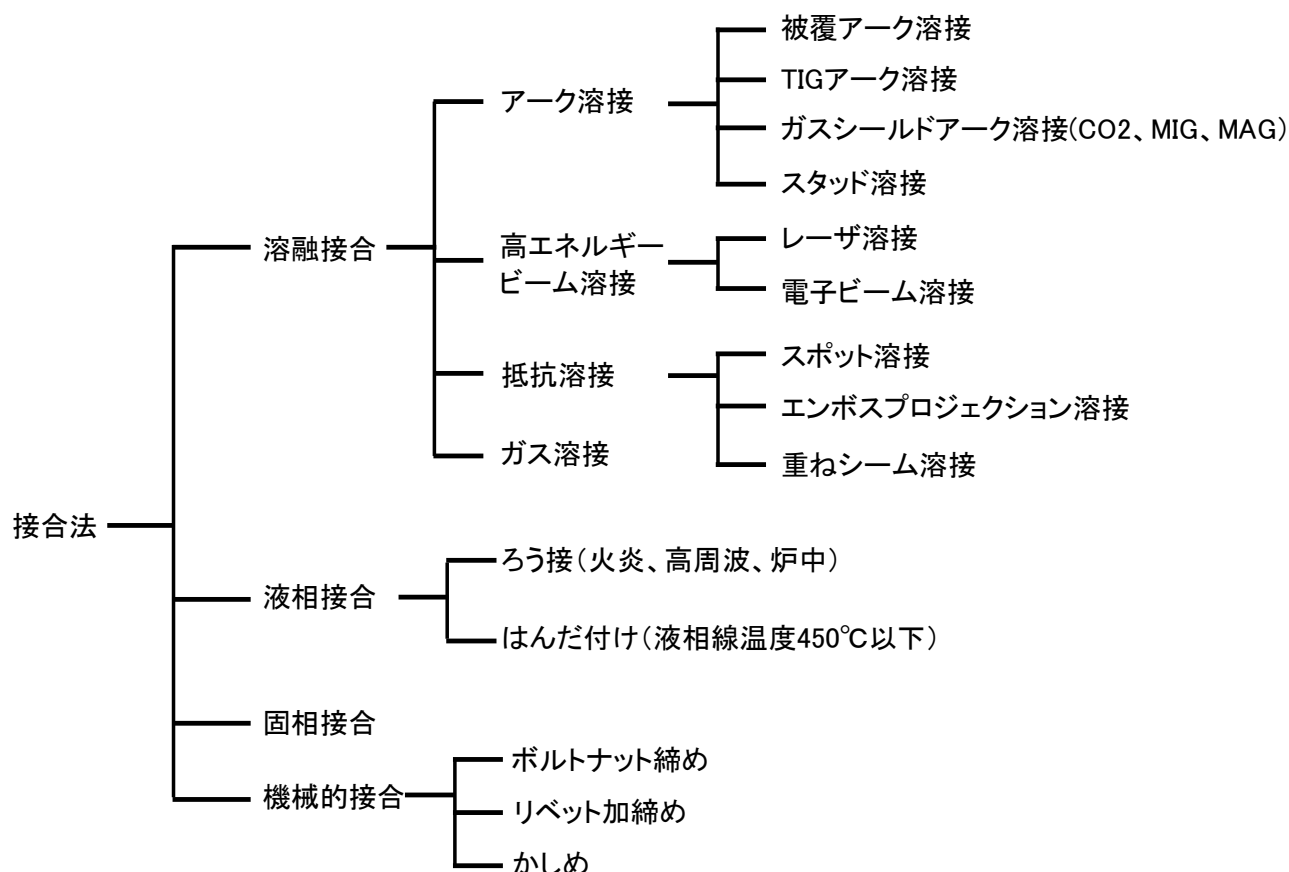 被覆アーク溶接
TIGアーク溶接
アーク溶接
ガスシールドアーク溶接(CO2、MIG、MAG)
スタッド溶接
溶融接合
高エネルギー
ビーム溶接
レーザ溶接
電子ビーム溶接
スポット溶接
抵抗溶接
エンボスプロジェクション溶接
ガス溶接
重ねシーム溶接
接合法
ろう接(火炎、高周波、炉中)
液相接合
はんだ付け(液相線温度450℃以下)
固相接合
ボルトナット締め
機械的接合
リベット加締め
かしめ